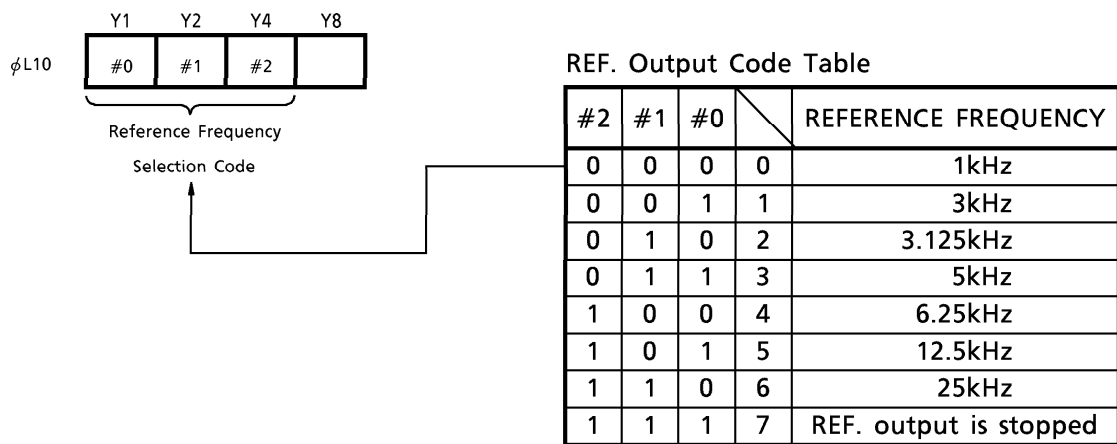 Y1 Y2 Y4 Y8
ϕL10 #0 #1 #2
Reference Frequency
Selection Code
REF. Output Code Table
#2 #1 #0 REFERENCE FREQUENCY
0 0 0 0 1kHz
0 0 1 1 3kHz
0 1 0 2 3.125kHz
0 1 1 3 5kHz
1 0 0 4 6.25kHz
1 0 1 5 12.5kHz
1 1 0 6 25kHz
1 1 1 7 REF. output is stopped